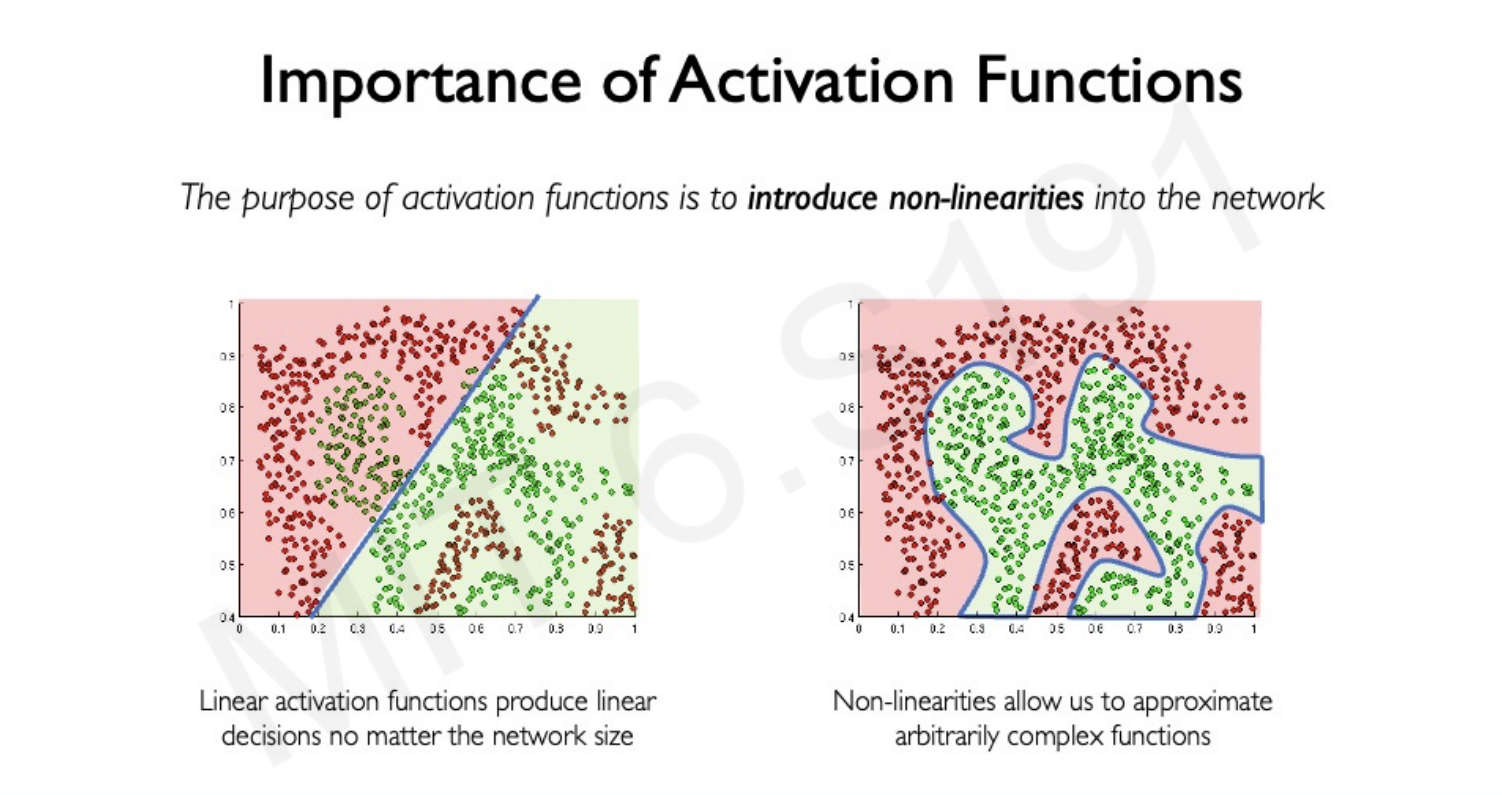 Importance of Activation Functions
The purpose of activation functions is to introduce non-linearities into the network
1
0.9
0.8
0.7
0.6
0.5
0.4
0 0.1 0.2 0.3 0.4 0.5 0.6 0.7 0.8 0.9 1
1
0.9
0.8
0.7
0.6
0.5
0.4
0 0.1 0.2 0.3 0.4 0.5 0.6 0.7 0.8 0.9 1
Linear activation functions produce linear
decisions no matter the network size
Non-linearities allow us to approximate
arbitrarily complex functions
MIT 6.S191